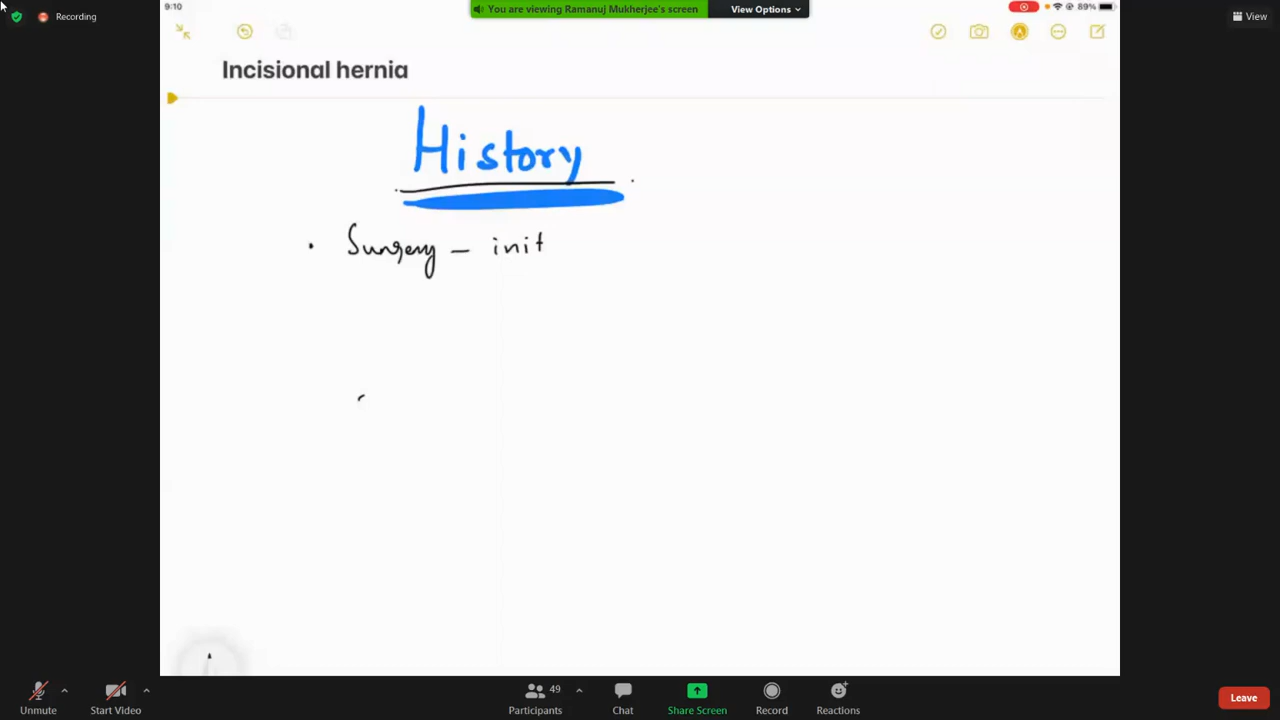 9:10
You are viewing Ramanuj Mukherjee's screen
View Options
89%
Recording
View
Incisional hernia
History
• Surgery – init
Unmute
Start Video
49
Participants
Chat
Share Screen
Record
Reactions
Leave